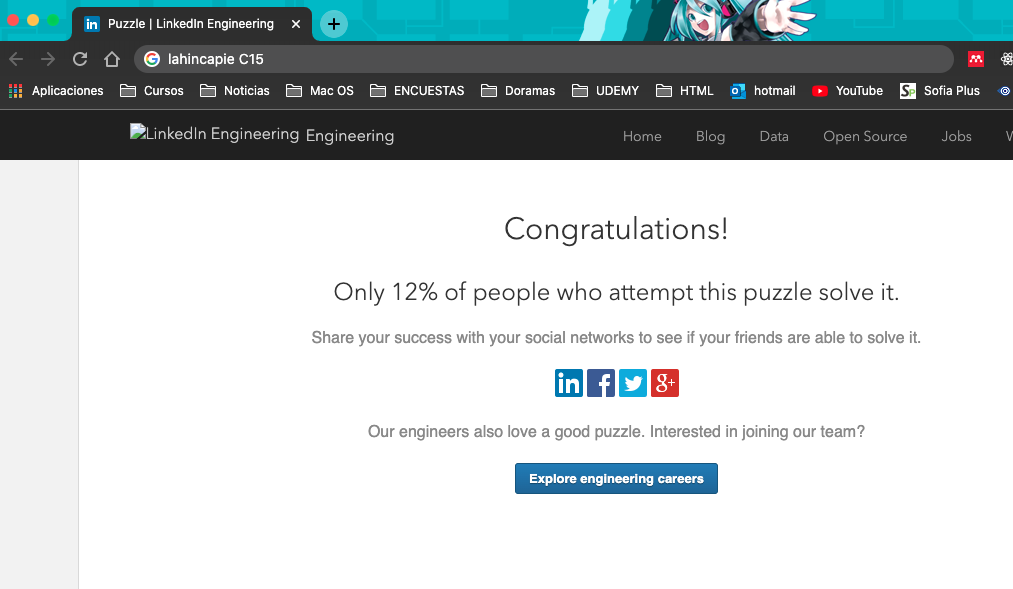 Puzzle | LinkedIn Engineering
lahincapie C15
Aplicaciones Cursos Noticias Mac OS ENCUESTAS Doramas UDEMY HTML hotmail YouTube Sofia Plus
LinkedIn Engineering Engineering Home Blog Data Open Source Jobs W
Congratulations!
Only 12% of people who attempt this puzzle solve it.
Share your success with your social networks to see if your friends are able to solve it.
in f g+
Our engineers also love a good puzzle. Interested in joining our team?
Explore engineering careers